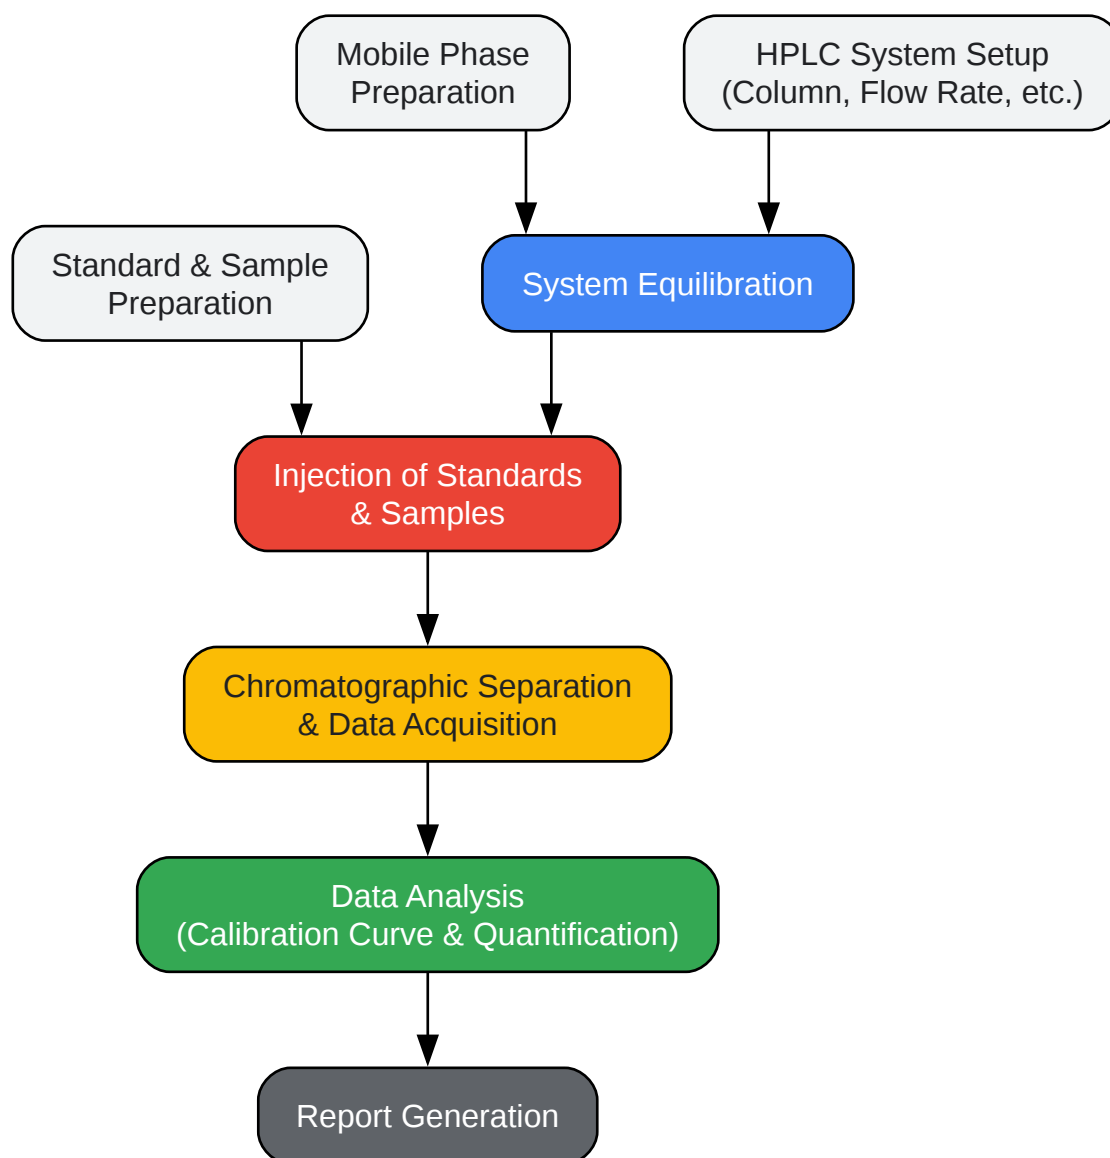 Mobile Phase
Preparation
HPLC System Setup
(Column, Flow Rate, etc.)
Standard & Sample
Preparation
System Equilibration
Injection of Standards
& Samples
Chromatographic Separation
& Data Acquisition
Data Analysis
(Calibration Curve & Quantification)
Report Generation